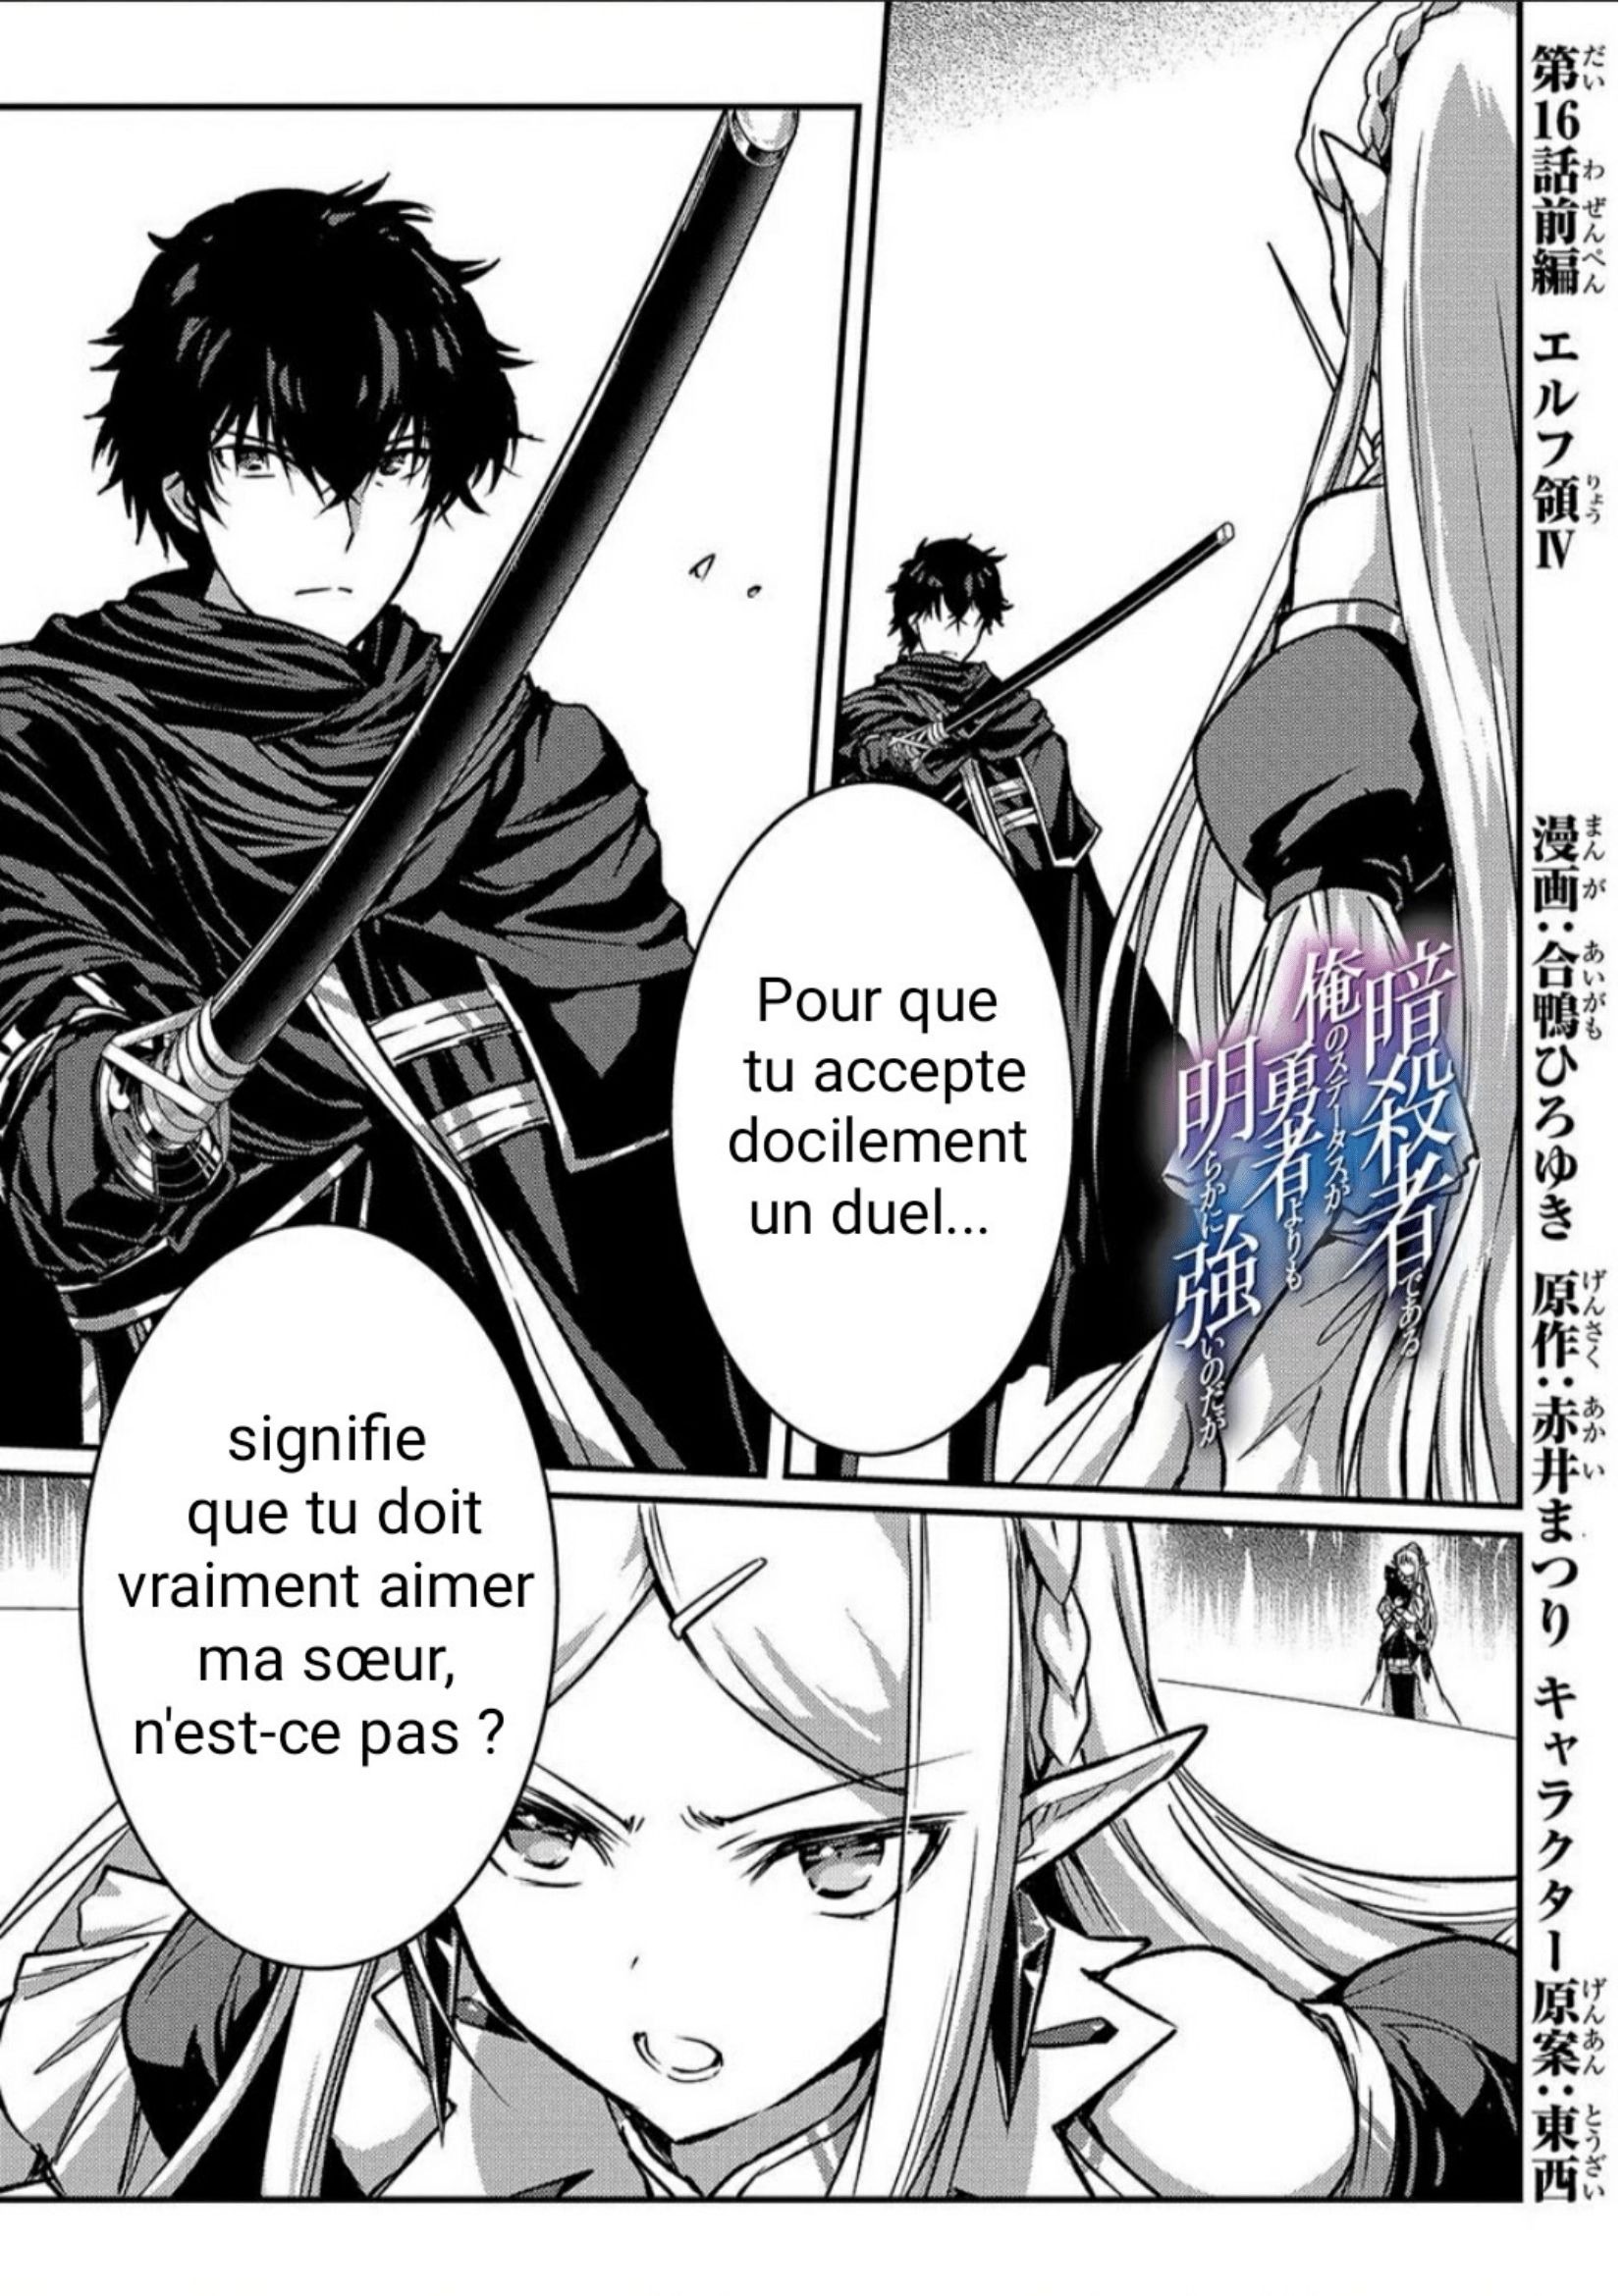 第16話前編 エルフ領Ⅳ
漫画：合鴨ひろゆき 原作：赤井まつり キャラクター原案：東西
暗殺者である
俺のステータスが
勇者よりも
明らかに
強いのだが
Pour que
tu accepte
docilement
un duel...
signifie
que tu doit
vraiment aimer
ma sœur,
n'est-ce pas ?